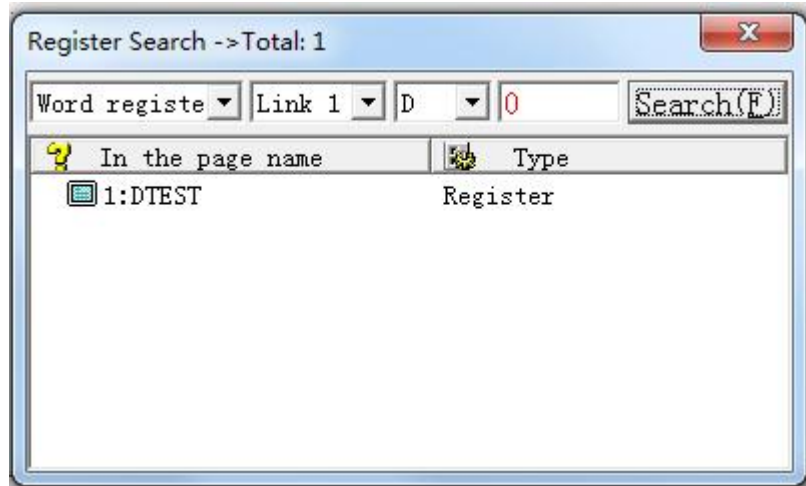 Register Search ->Total: 1
Word registe Link 1 D 0 Search(F)
In the page name Type
1:DTEST Register